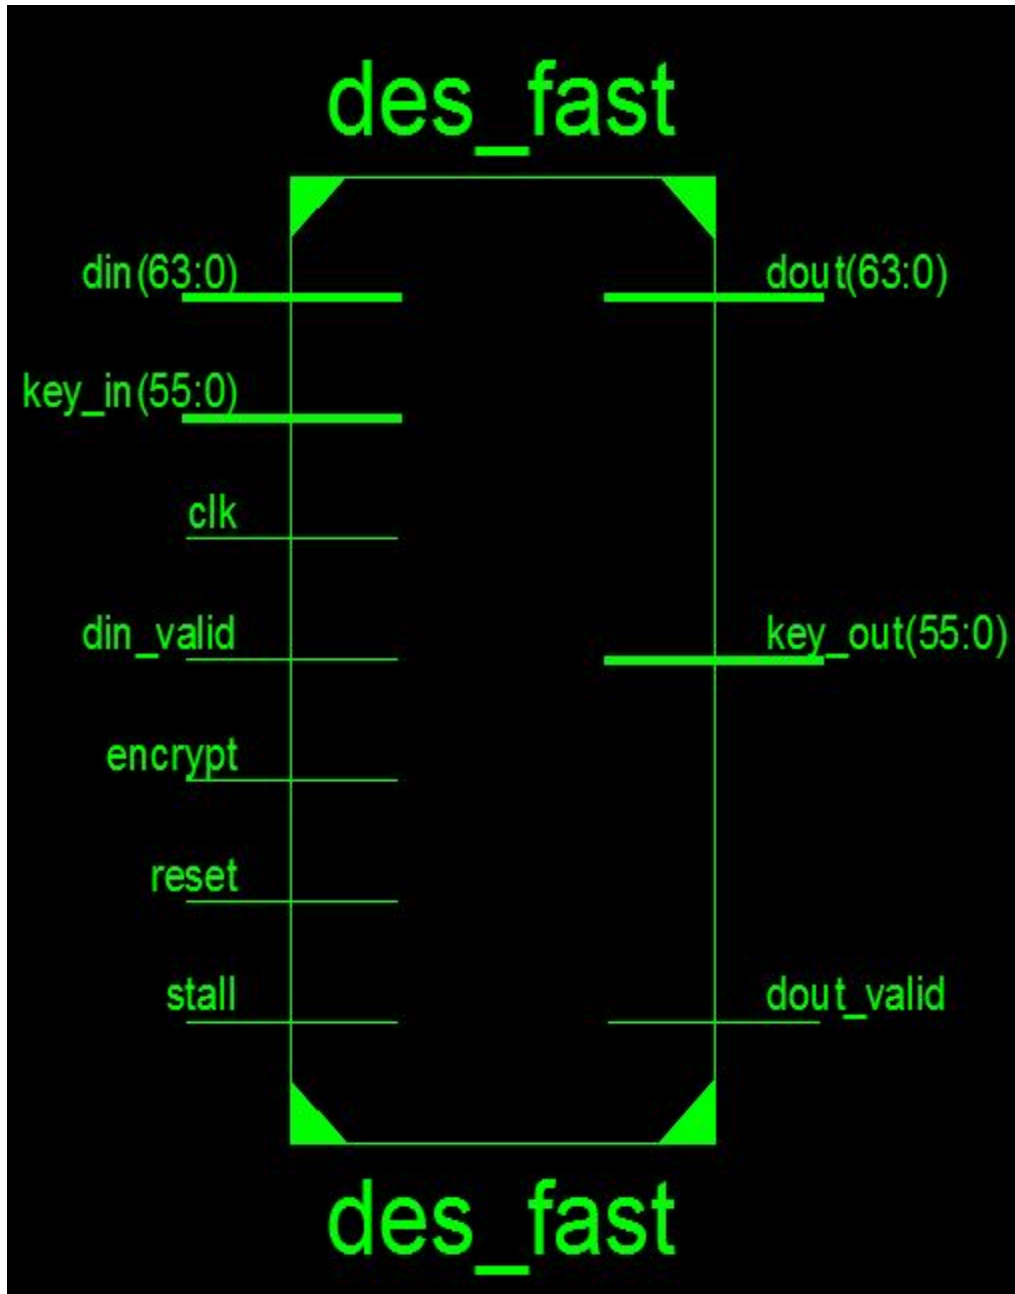 des_fast
din(63:0)
dout(63:0)
key_in(55:0)
clk
din_valid
key_out(55:0)
encrypt
reset
stall
dout_valid
des_fast